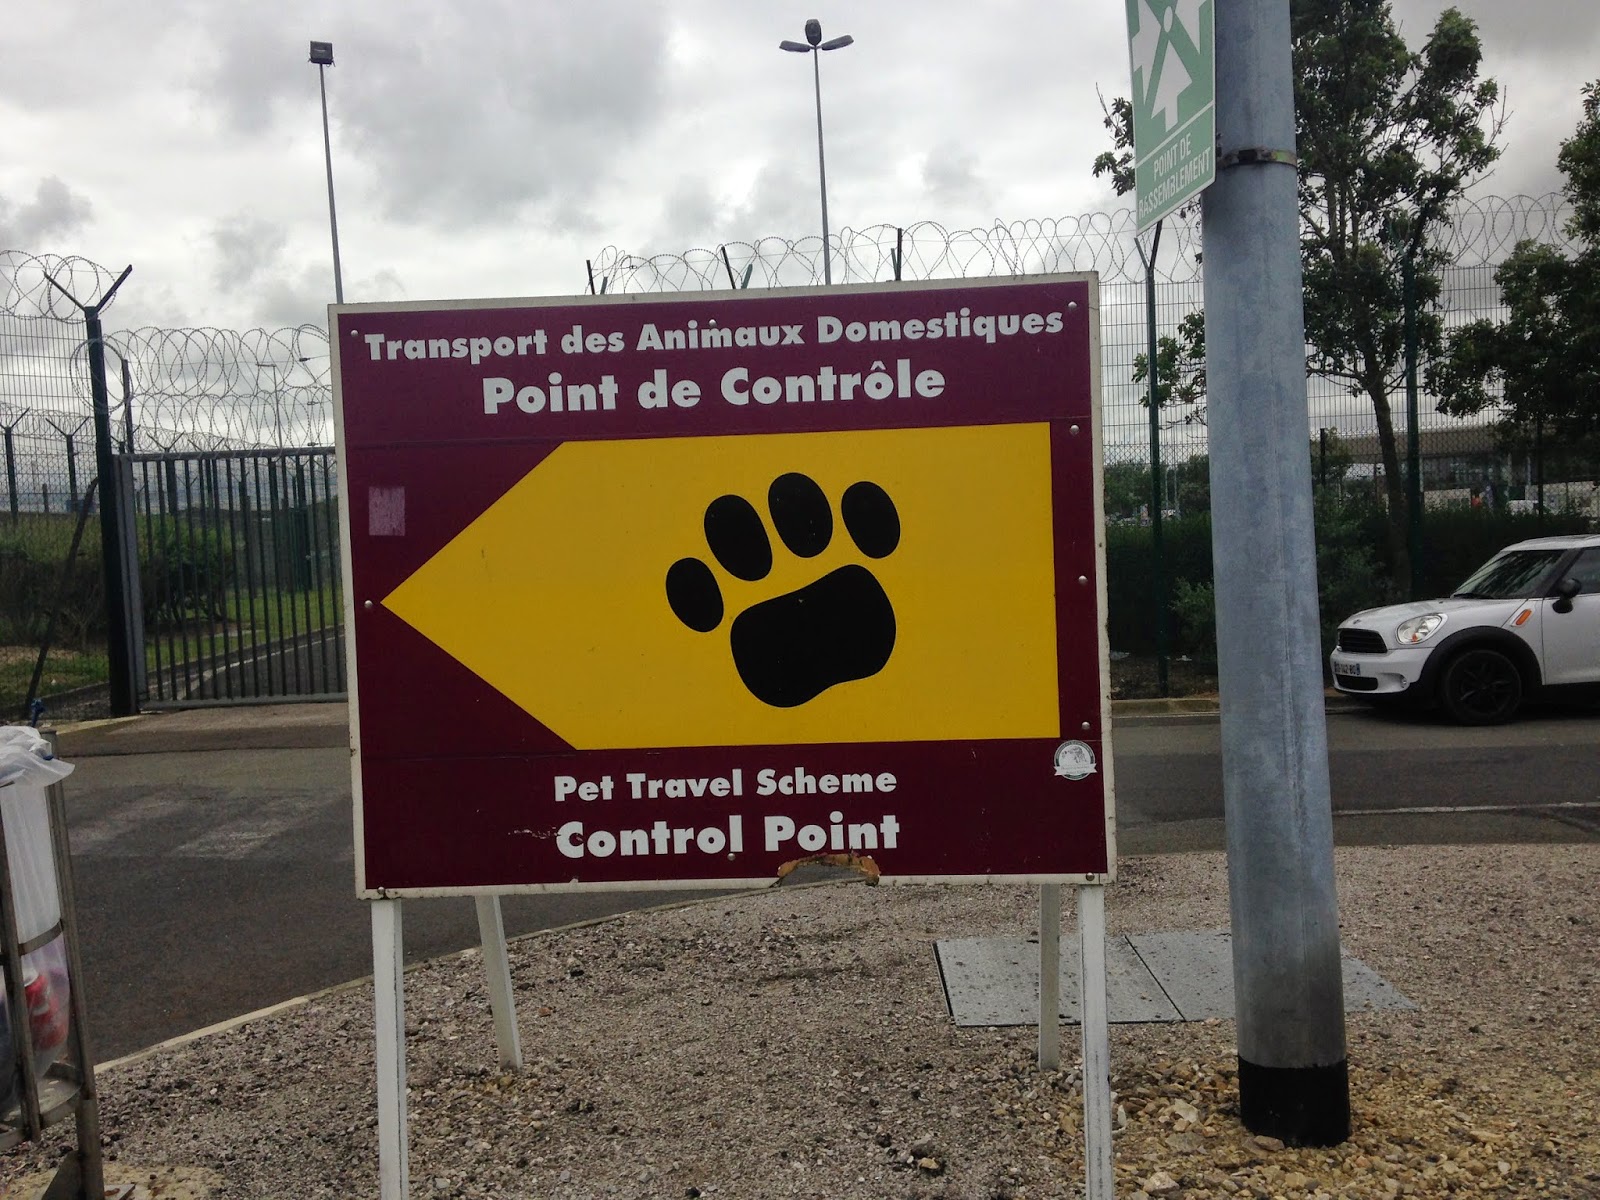 Transport des Animaux Domestiques
Point de Contrôle
Pet Travel Scheme
Control Point
POINT DE
RASSEMBLEMENT